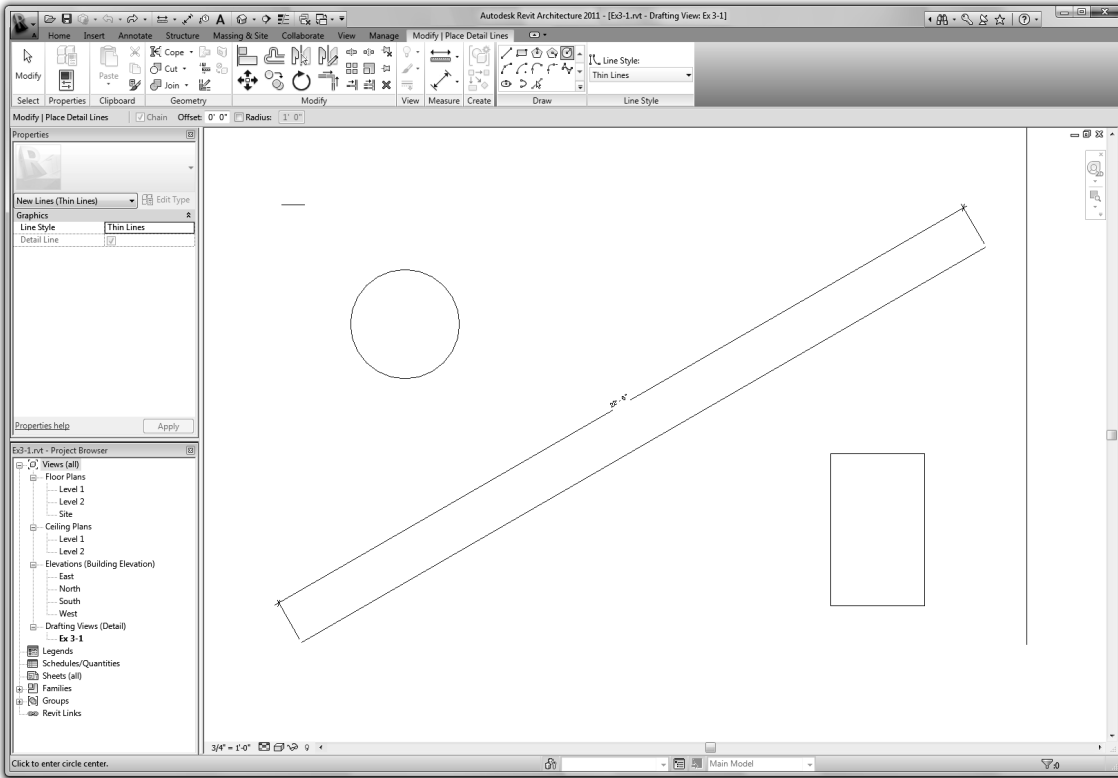 Autodesk Revit Architecture 2011 - [Ex3-1.rvt - Drafting View: Ex 3-1]
Home Insert Annotate Structure Massing & Site Collaborate View Manage Modify | Place Detail Lines
Modify Paste Cope Cut Join Line Style:
Thin Lines
Select Properties Clipboard Geometry Modify View Measure Create Draw Line Style
Modify | Place Detail Lines Chain Offset: 0' 0" Radius: 1' 0"
Properties
New Lines (Thin Lines) Edit Type
Graphics
Line Style Thin Lines
Detail Line
Properties help Apply
Ex3-1.rvt - Project Browser
Views (all)
Floor Plans
Level 1
Level 2
Site
Ceiling Plans
Level 1
Level 2
Elevations (Building Elevation)
East
North
South
West
Drafting Views (Detail)
Ex 3-1
Legends
Schedules/Quantities
Sheets (all)
Families
Groups
Revit Links
3/4" = 1'-0"
Click to enter circle center. Main Model :0